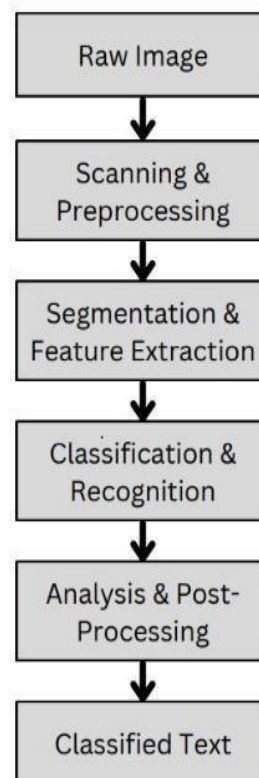 Raw Image
Scanning &
Preprocessing
Segmentation &
Feature Extraction
Classification &
Recognition
Analysis & Post-
Processing
Classified Text